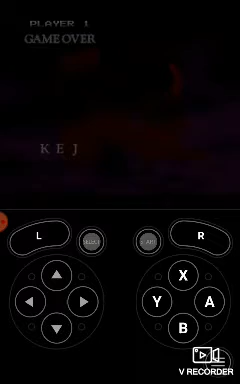 PLAYER 1
GAME OVER
K E J
L
SELECT
START
R
X
Y
A
B
V RECORDER